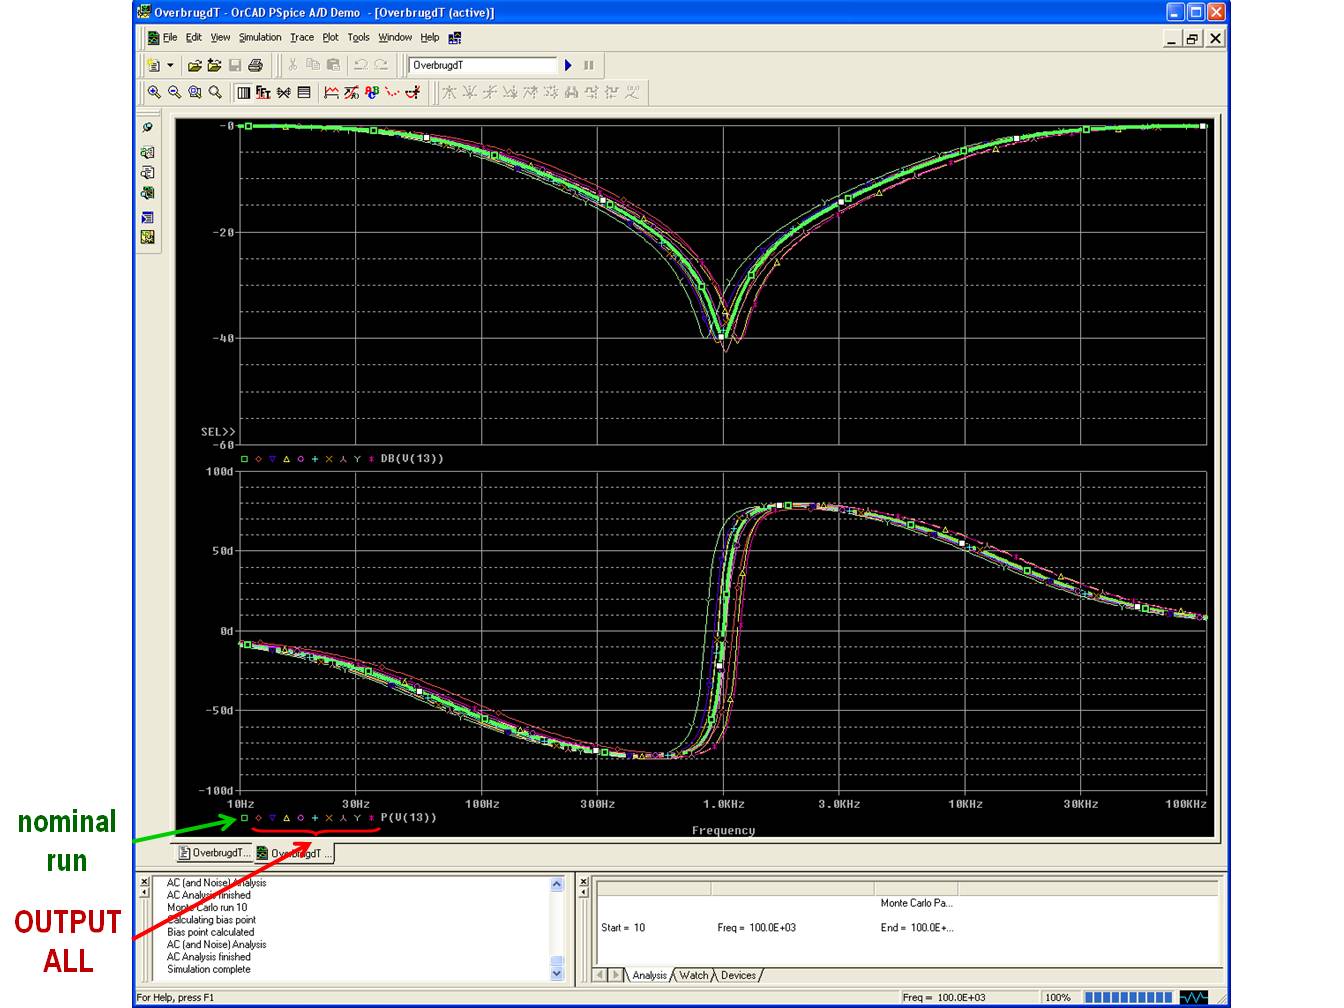 OverbrugdT - OrCAD PSpice A/D Demo - [OverbrugdT (active)]
File Edit View Simulation Trace Plot Tools Window Help
OverbrugdT
-0
-20
-40
SEL>>
-60
DB(V(13))
100d
50d
0d
-50d
-100d
10Hz 30Hz 100Hz 300Hz 1.0KHz 3.0KHz 10KHz 30KHz 100KHz
P(V(13))
Frequency
nominal
run
OUTPUT
ALL
OverbrugdT... OverbrugdT ...
AC (and Noise) Analysis
AC Analysis finished
Monte Carlo run 10
Calculating bias point
Bias point calculated
AC (and Noise) Analysis
AC Analysis finished
Simulation complete
Monte Carlo Pa...
Start = 10 Freq = 100.0E+03 End = 100.0E+...
Analysis Watch Devices
For Help, press F1 Freq = 100.0E+03 100%